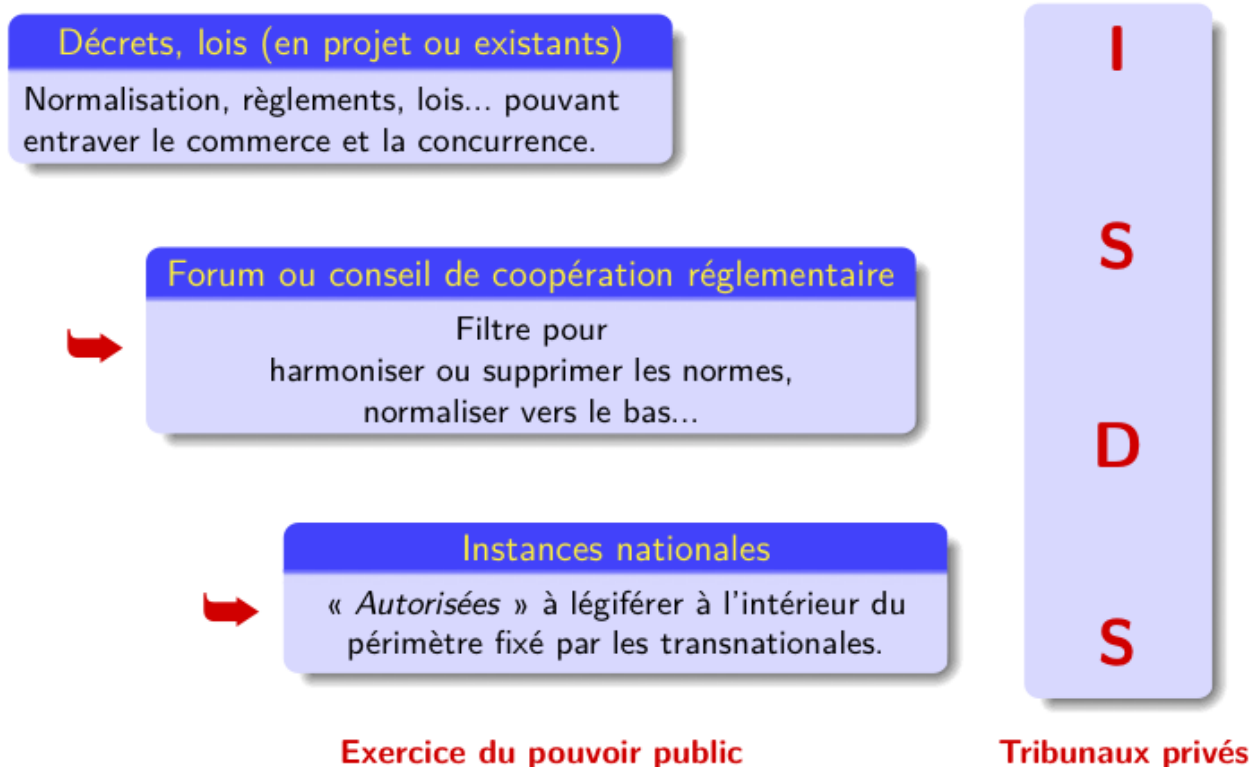 Décrets, lois (en projet ou existants)
Normalisation, règlements, lois... pouvant
entraver le commerce et la concurrence.
Forum ou conseil de coopération réglementaire
Filtre pour
harmoniser ou supprimer les normes,
normaliser vers le bas...
Instances nationales
« Autorisées » à légiférer à l'intérieur du
périmètre fixé par les transnationales.
Exercice du pouvoir public
I
S
D
S
Tribunaux privés